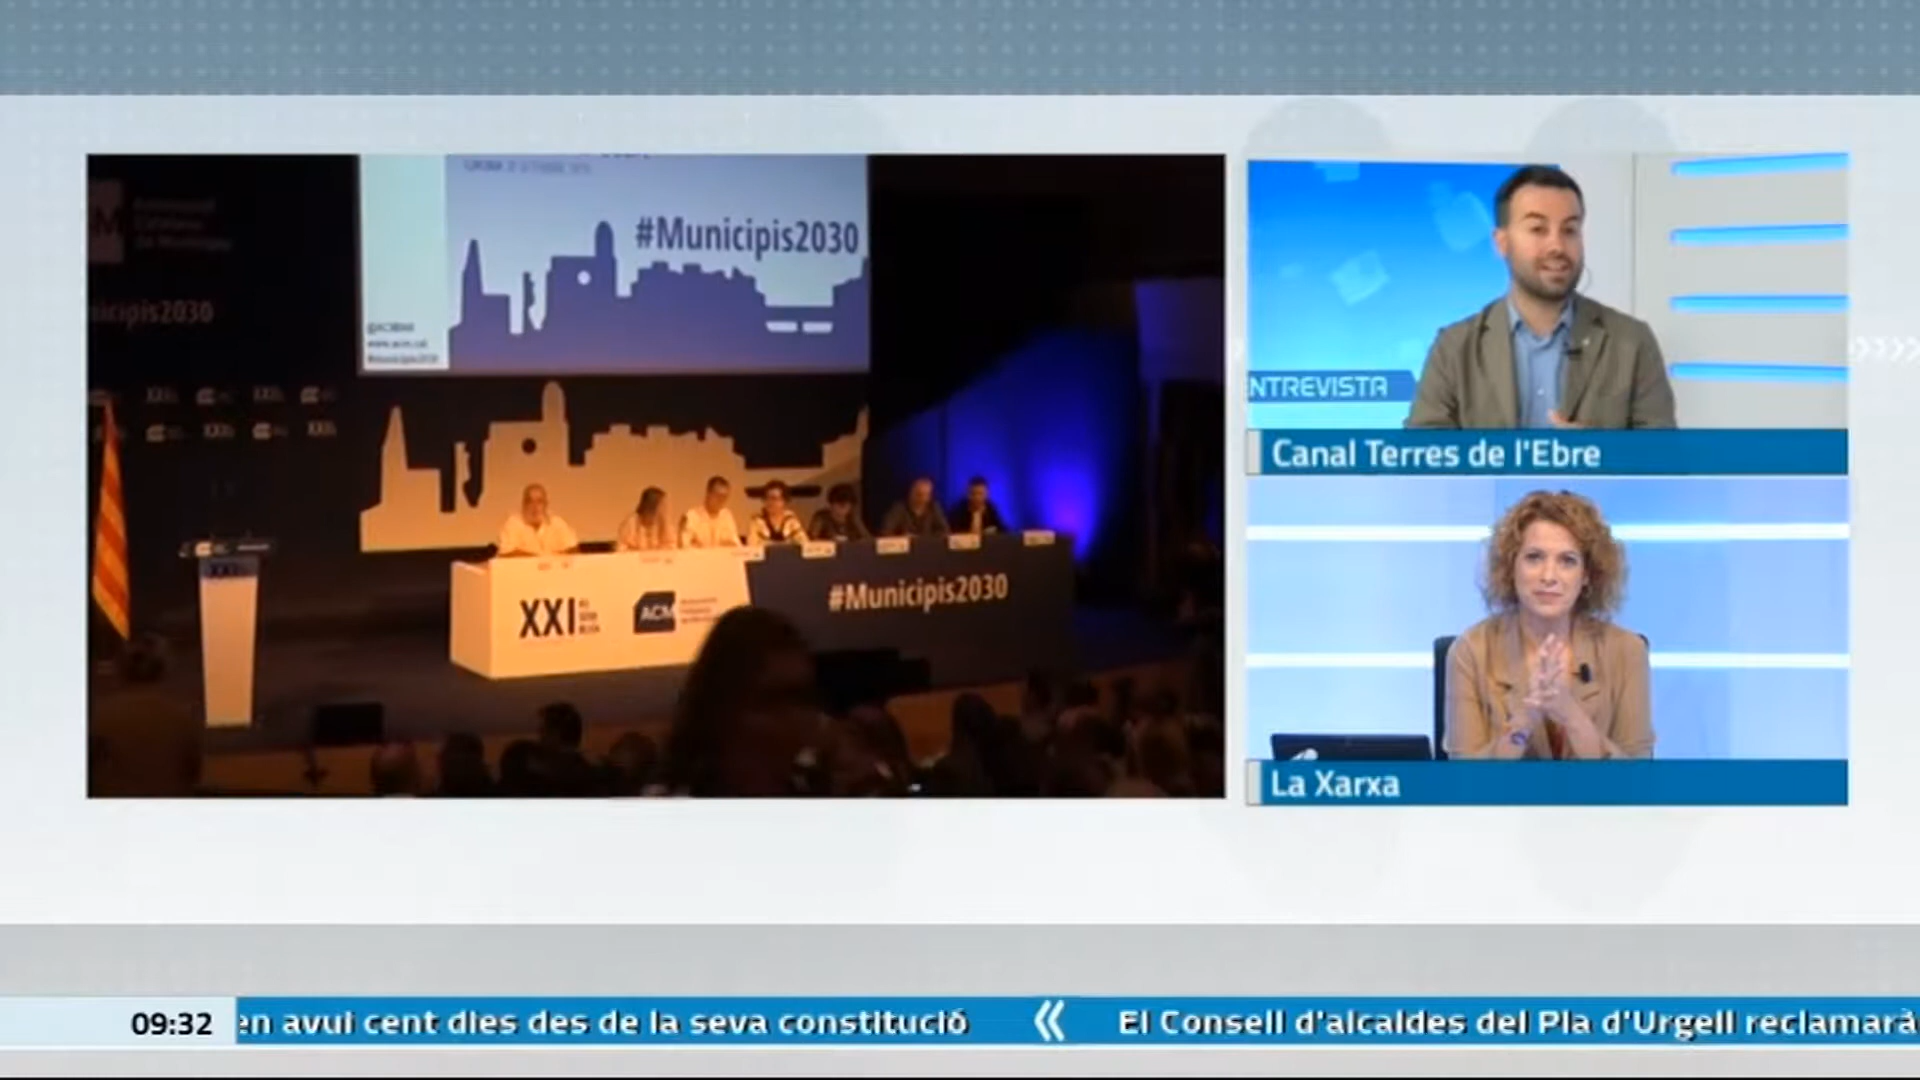 #Municipis2030
XXI
ACM
#Municipis2030
NTREVISTA
Canal Terres de l'Ebre
La Xarxa
09:32
en avui cent dies des de la seva constitució
El Consell d'alcaldes del Pla d'Urgell reclamarà